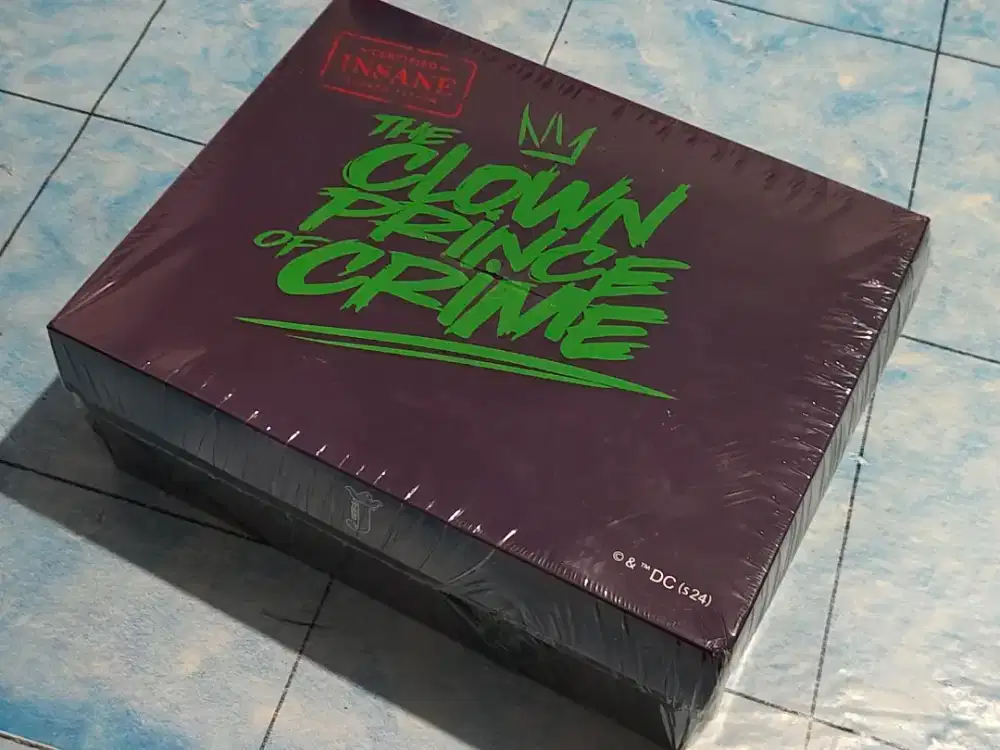 CERTIFIED
INSANE
THE
CLOWN
PRINCE
OF CRIME
© & ™ DC (s24)